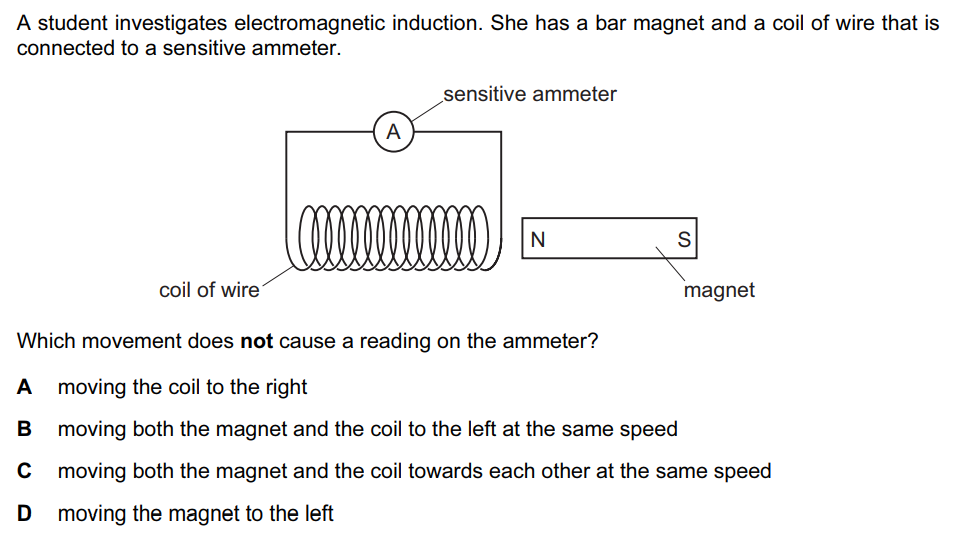 A student investigates electromagnetic induction. She has a bar magnet and a coil of wire that is
connected to a sensitive ammeter.
sensitive ammeter
A
N
S
coil of wire
magnet
Which movement does not cause a reading on the ammeter?
A moving the coil to the right
B moving both the magnet and the coil to the left at the same speed
C moving both the magnet and the coil towards each other at the same speed
D moving the magnet to the left